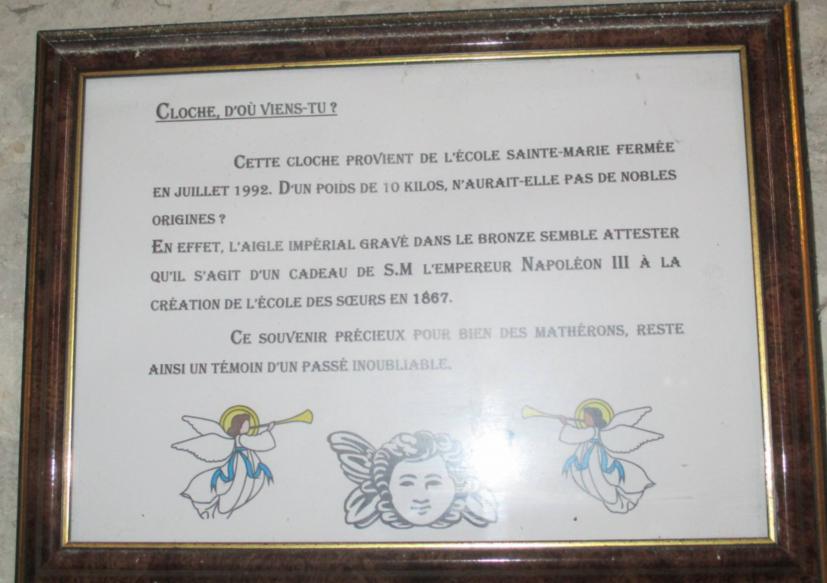 CLOCHE, D'OÙ VIENS-TU ?
CETTE CLOCHE PROVIENT DE L'ÉCOLE SAINTE-MARIE FERMÉE
EN JUILLET 1992. D'UN POIDS DE 10 KILOS, N'AURAIT-ELLE PAS DE NOBLES
ORIGINES ?
EN EFFET, L'AIGLE IMPÉRIAL GRAVÉ DANS LE BRONZE SEMBLE ATTESTER
QU'IL S'AGIT D'UN CADEAU DE S.M L'EMPEREUR NAPOLÉON III À LA
CRÉATION DE L'ÉCOLE DES SŒURS EN 1867.
CE SOUVENIR PRÉCIEUX POUR BIEN DES MATHÉRONS, RESTE
AINSI UN TÉMOIN D'UN PASSÉ INOUBLIABLE.